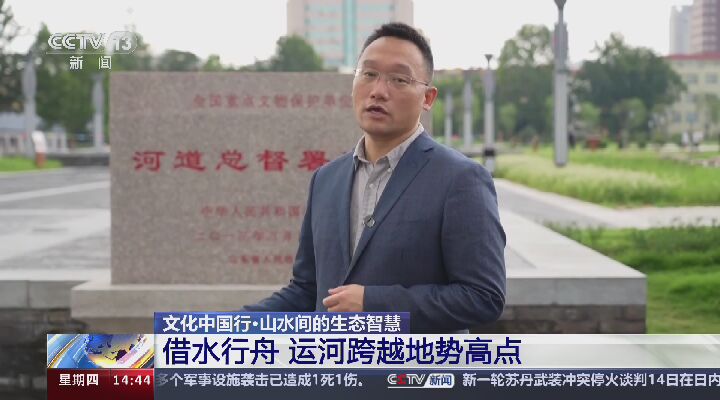 CCTV 13
新闻
全国重点文物保护单位
河道总督署
中华人民共和国
文化中国行·山水间的生态智慧
借水行舟 运河跨越地势高点
星期四 14:44 多个军事设施袭击已造成1死1伤。 CCTV 新闻 新一轮苏丹武装冲突停火谈判14日在日内